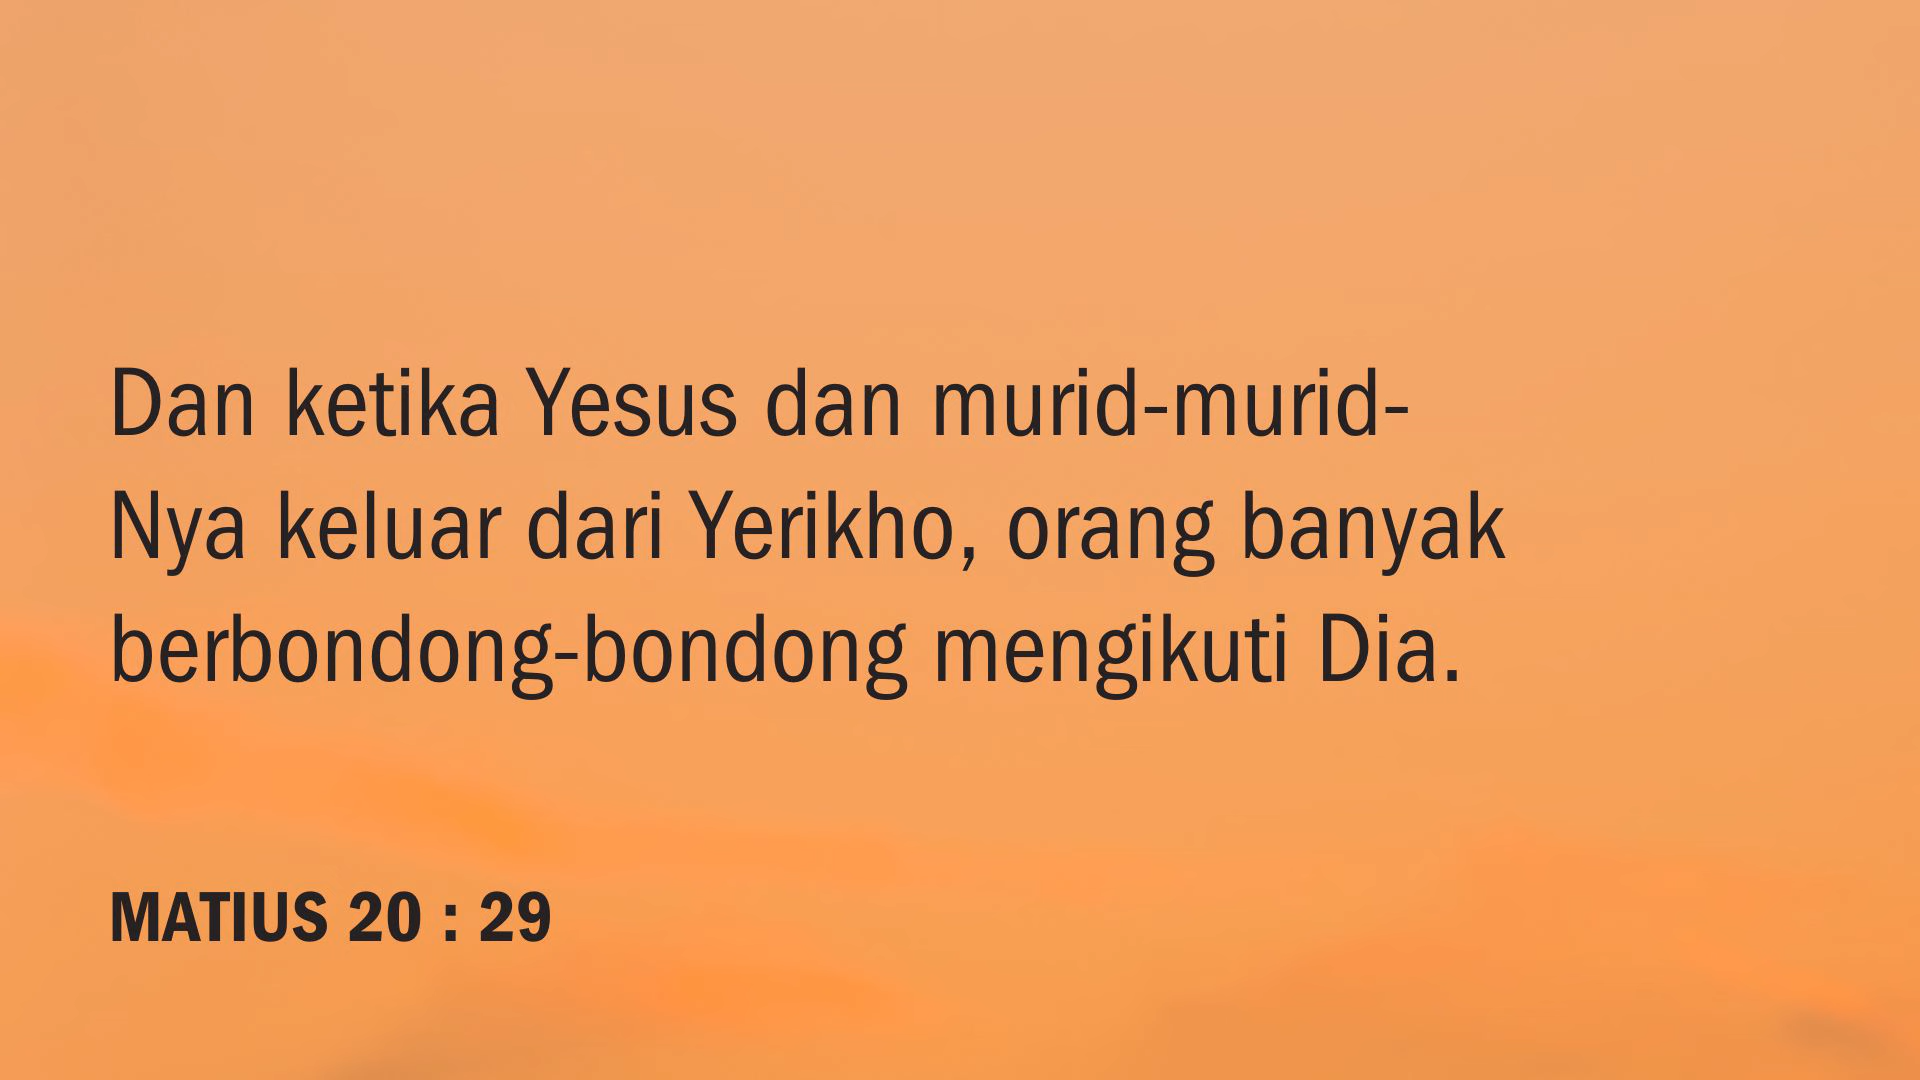 Dan ketika Yesus dan murid-murid-
Nya keluar dari Yerikho, orang banyak
berbondong-bondong mengikuti Dia.
MATIUS 20 : 29